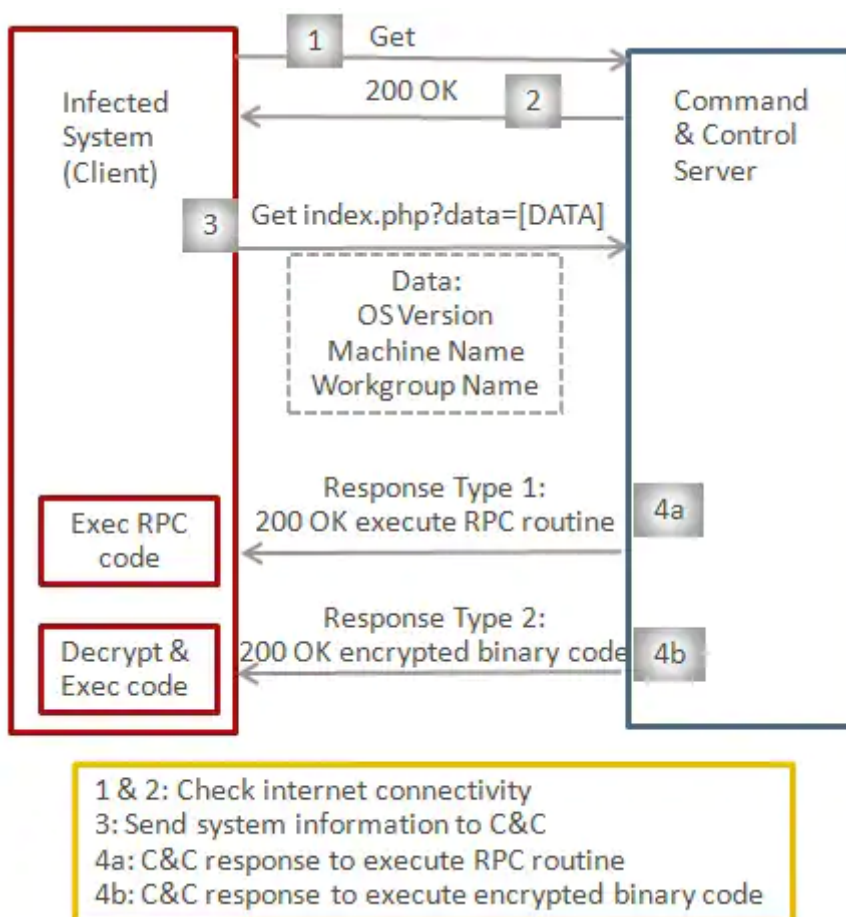 1
Get
200 OK
2
Infected
System
(Client)
Command
& Control
Server
3
Get index.php?data=[DATA]
Data:
OS Version
Machine Name
Workgroup Name
Response Type 1:
200 OK execute RPC routine
4a
Exec RPC
code
Response Type 2:
200 OK encrypted binary code
4b
Decrypt &
Exec code
1 & 2: Check internet connectivity
3: Send system information to C&C
4a: C&C response to execute RPC routine
4b: C&C response to execute encrypted binary code